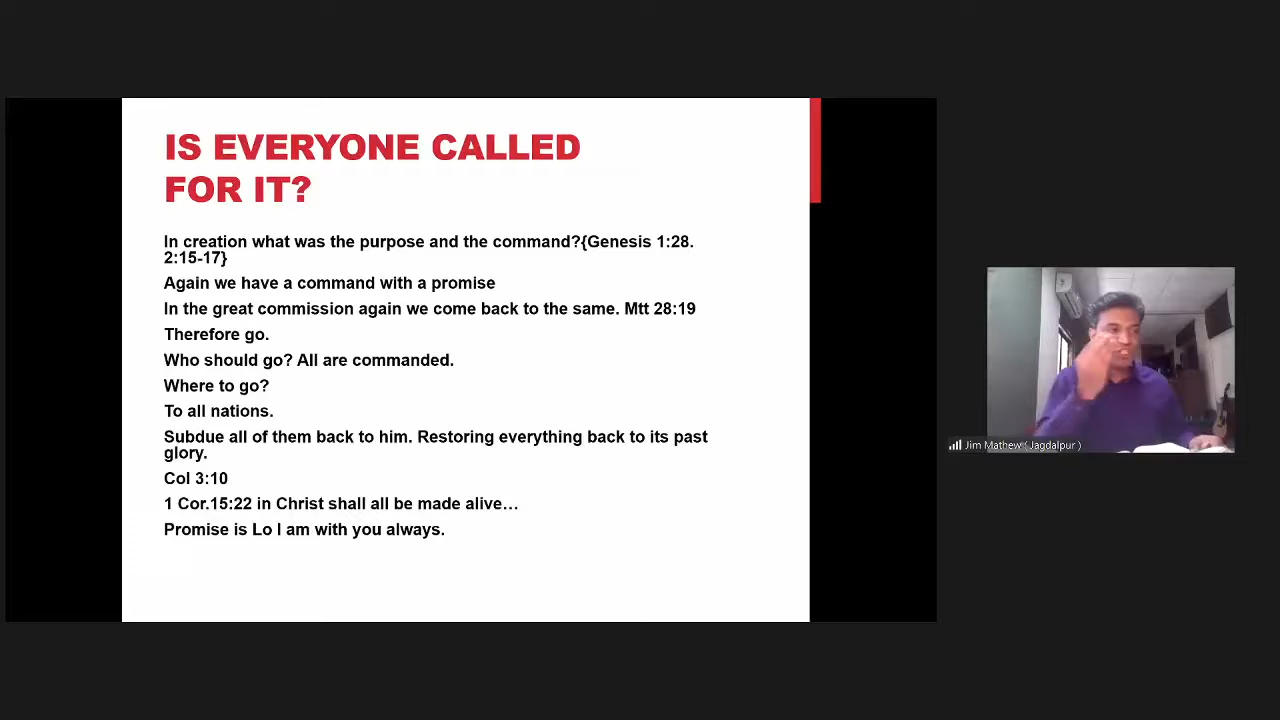 IS EVERYONE CALLED
FOR IT?
In creation what was the purpose and the command?{Genesis 1:28.
2:15-17}
Again we have a command with a promise
In the great commission again we come back to the same. Mtt 28:19
Therefore go.
Who should go? All are commanded.
Where to go?
To all nations.
Subdue all of them back to him. Restoring everything back to its past
glory.
Col 3:10
1 Cor.15:22 in Christ shall all be made alive…
Promise is Lo I am with you always.
Jim Mathew ( Jagdalpur )